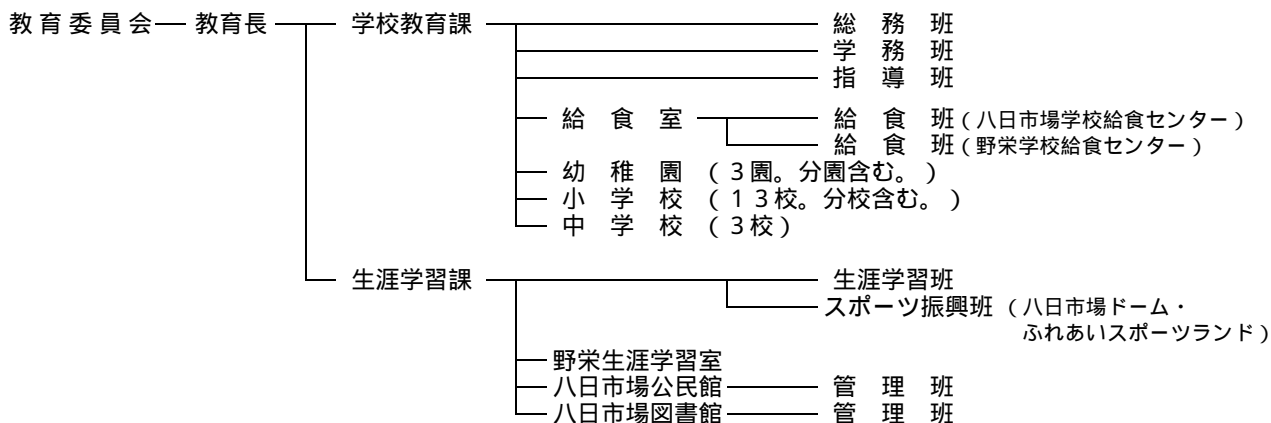 教育委員会 教育長 学校教育課 総務班
学務班
指導班
給食室 給食班(八日市場学校給食センター)
給食班(野栄学校給食センター)
幼稚園 (3園。分園含む。)
小学校 (13校。分校含む。)
中学校 (3校)
生涯学習課 生涯学習班
スポーツ振興班 (八日市場ドーム・
ふれあいスポーツランド)
野栄生涯学習室
八日市場公民館 管理班
八日市場図書館 管理班